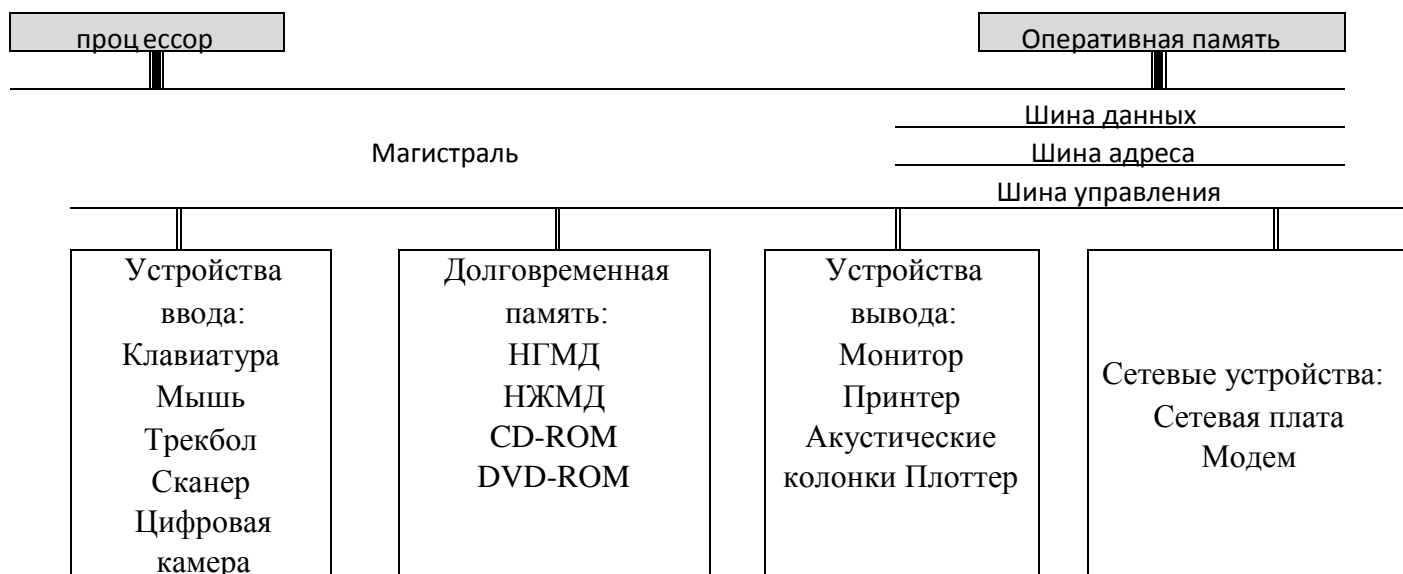 процессор
Оперативная память
Шина данных
Магистраль
Шина адреса
Шина управления
Устройства
ввода:
Клавиатура
Мышь
Трекбол
Сканер
Цифровая
камера
Долговременная
память:
НГМД
НЖМД
CD-ROM
DVD-ROM
Устройства
вывода:
Монитор
Принтер
Акустические
колонки Плоттер
Сетевые устройства:
Сетевая плата
Модем